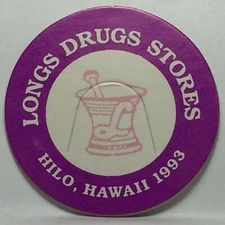 LONGS DRUGS STORES
HILO, HAWAII 1993